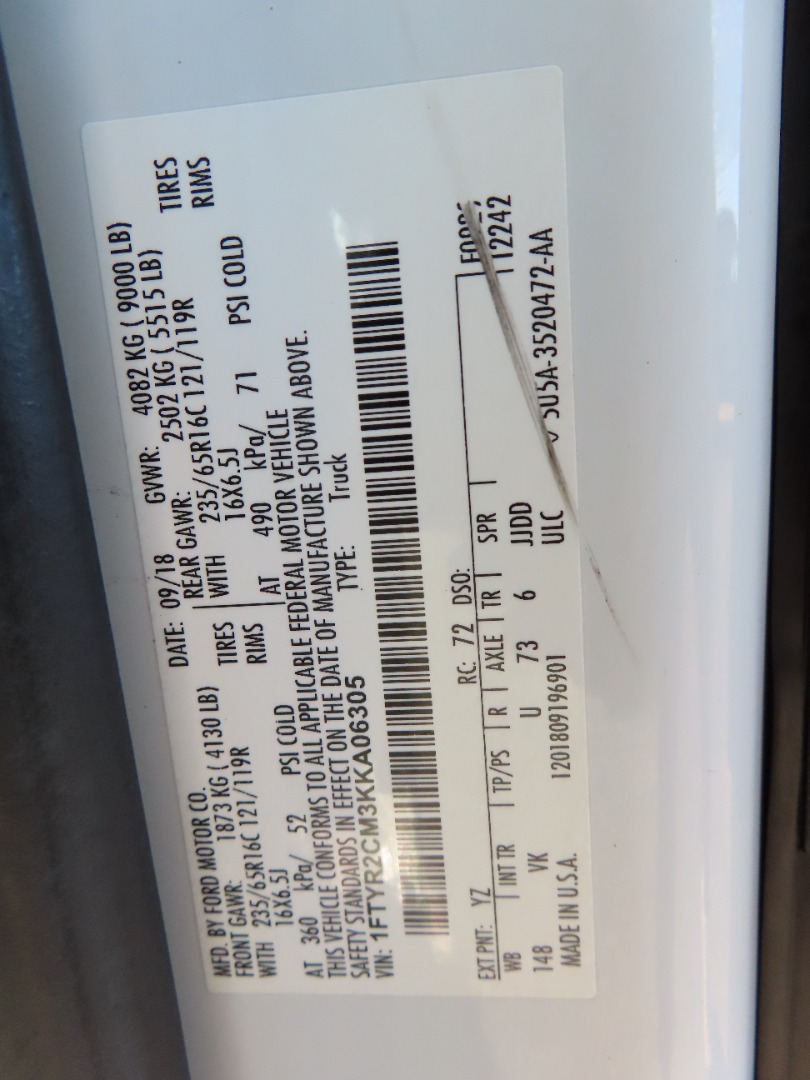 MFD. BY FORD MOTOR CO.
DATE: 09/18 GVWR: 4082 KG ( 9000 LB)
FRONT GAWR: 1873 KG ( 4130 LB) REAR GAWR: 2502 KG ( 5515 LB)
WITH 235/65R16C 121/119R TIRES WITH 235/65R16C 121/119R TIRES
16X6.5J RIMS 16X6.5J RIMS
AT 360 kPa/ 52 PSI COLD AT 490 kPa/ 71 PSI COLD
THIS VEHICLE CONFORMS TO ALL APPLICABLE FEDERAL MOTOR VEHICLE
SAFETY STANDARDS IN EFFECT ON THE DATE OF MANUFACTURE SHOWN ABOVE.
VIN: 1FTYR2CM3KKA06305 TYPE: Truck
EXT PNT: YZ RC: 72 DSO:
WB INT TR TP/PS R AXLE TR SPR
148 VK U 73 6 JJDD 12242
MADE IN U.S.A. 1201809196901 ULC 5U5A-3520472-AA